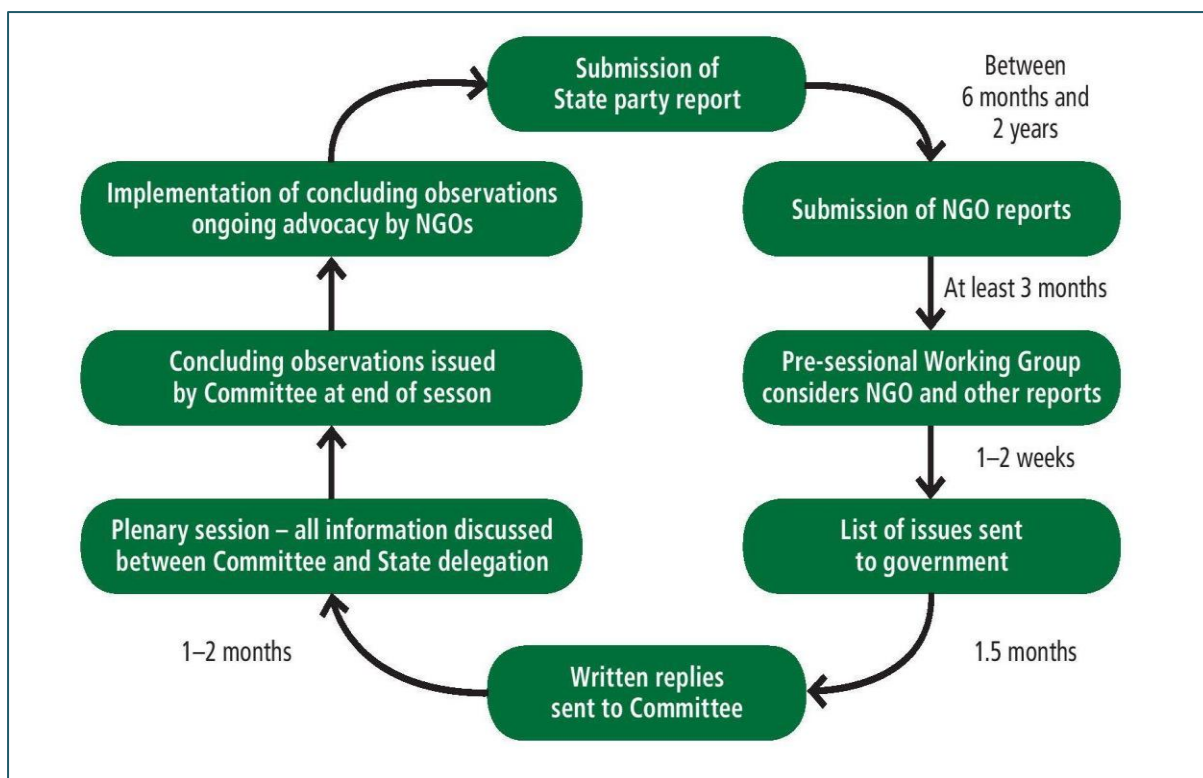 Submission of
State party report
Between
6 months and
2 years
Submission of NGO reports
At least 3 months
Pre-sessional Working Group
considers NGO and other reports
1–2 weeks
List of issues sent
to government
1.5 months
Written replies
sent to Committee
1–2 months
Plenary session – all information discussed
between Committee and State delegation
Concluding observations issued
by Committee at end of sesson
Implementation of concluding observations
ongoing advocacy by NGOs